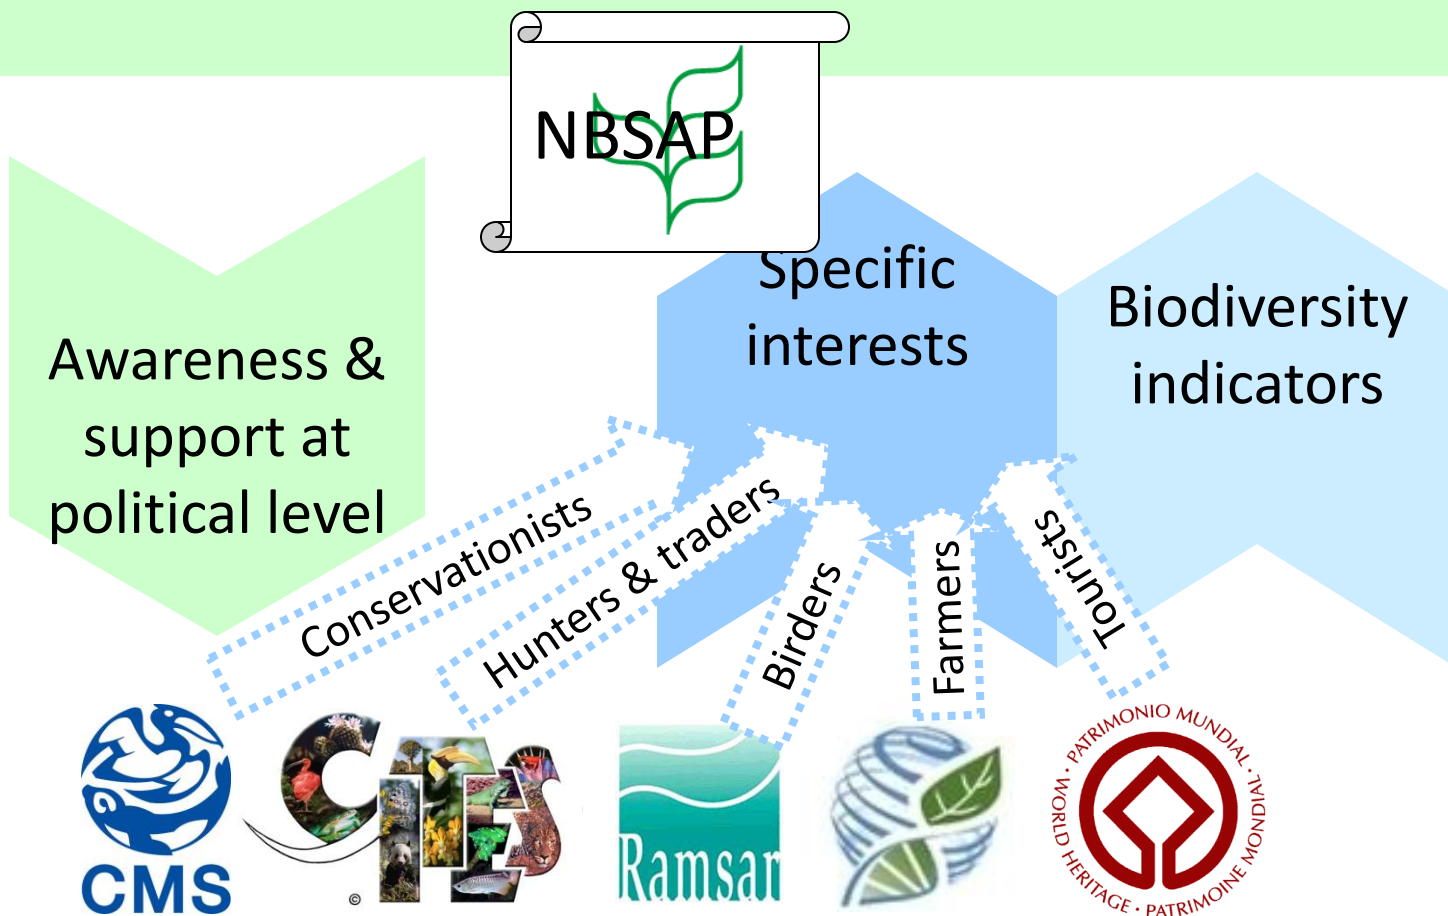 NBSAP
Awareness &
support at
political level
Specific
interests
Biodiversity
indicators
Conservationists
Hunters & traders
Birders
Farmers
Tourists
CMS
CITES
©
Ramsar
WORLD HERITAGE · PATRIMOINE MONDIAL · PATRIMONIO MUNDIAL ·